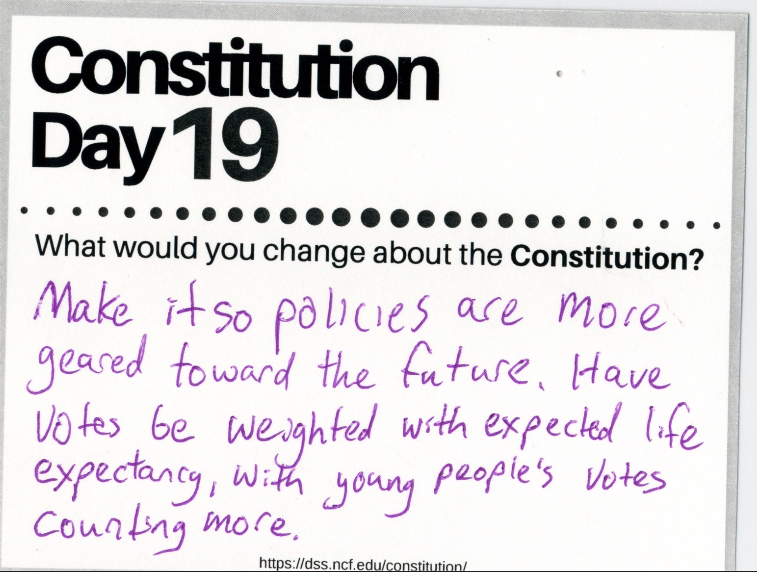 Constitution
Day 19
What would you change about the Constitution?
Make it so policies are more
geared toward the future. Have
votes be weighted with expected life
expectancy, with young people's votes
counting more.
https://dss.ncf.edu/constitution/